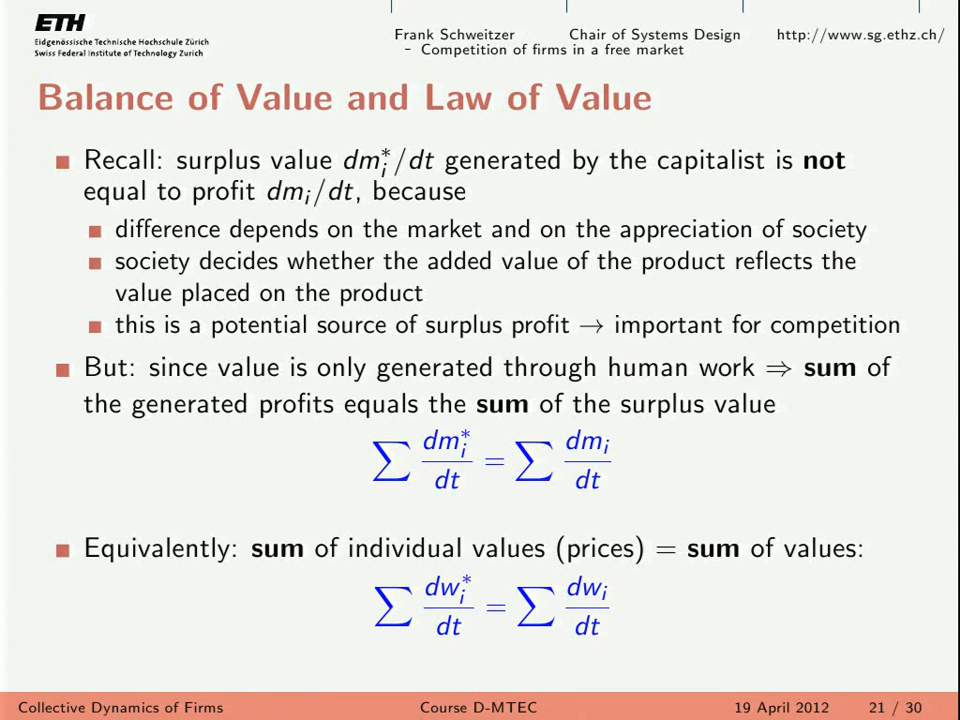 ETH
Eidgenössische Technische Hochschule Zürich
Swiss Federal Institute of Technology Zurich
Frank Schweitzer Chair of Systems Design http://www.sg.ethz.ch/
- Competition of firms in a free market
Balance of Value and Law of Value
Recall: surplus value dm*_i/dt generated by the capitalist is not
equal to profit dm_i/dt, because
difference depends on the market and on the appreciation of society
society decides whether the added value of the product reflects the
value placed on the product
this is a potential source of surplus profit → important for competition
But: since value is only generated through human work ⇒ sum of
the generated profits equals the sum of the surplus value
∑ dm*_i/dt = ∑ dm_i/dt
Equivalently: sum of individual values (prices) = sum of values:
∑ dw*_i/dt = ∑ dw_i/dt
Collective Dynamics of Firms Course D-MTEC 19 April 2012 21 / 30